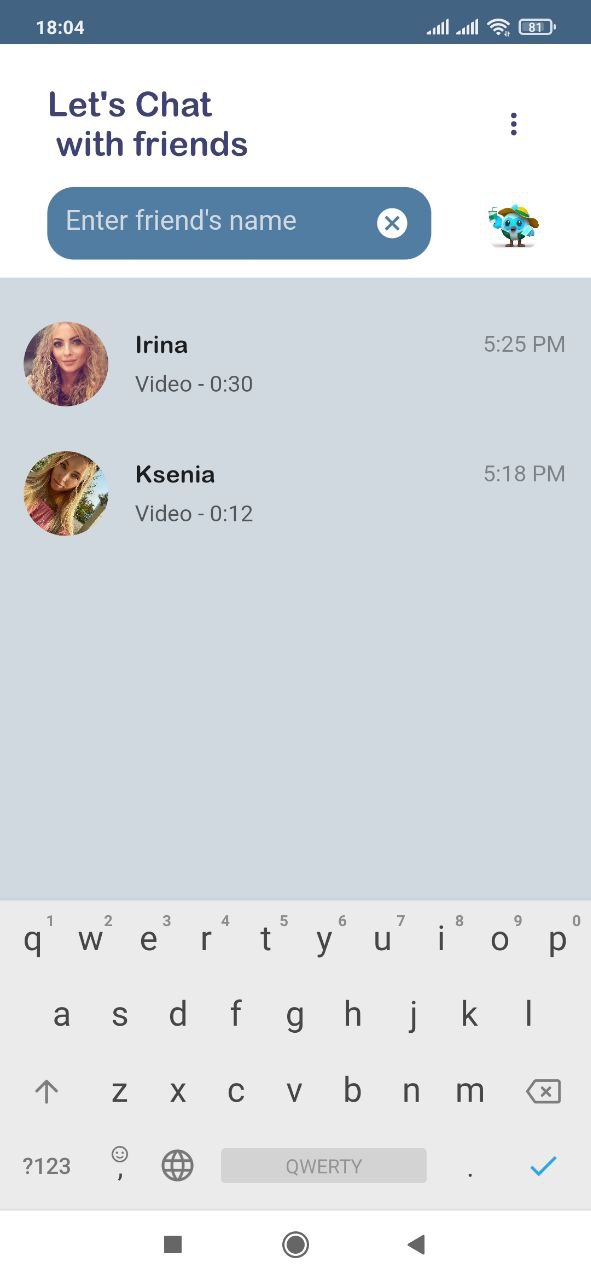 18:04
81
Let's Chat
with friends
Enter friend's name
Irina
5:25 PM
Video - 0:30
Ksenia
5:18 PM
Video - 0:12
1 2 3 4 5 6 7 8 9 0
q w e r t y u i o p
a s d f g h j k l
z x c v b n m
?123 , QWERTY .